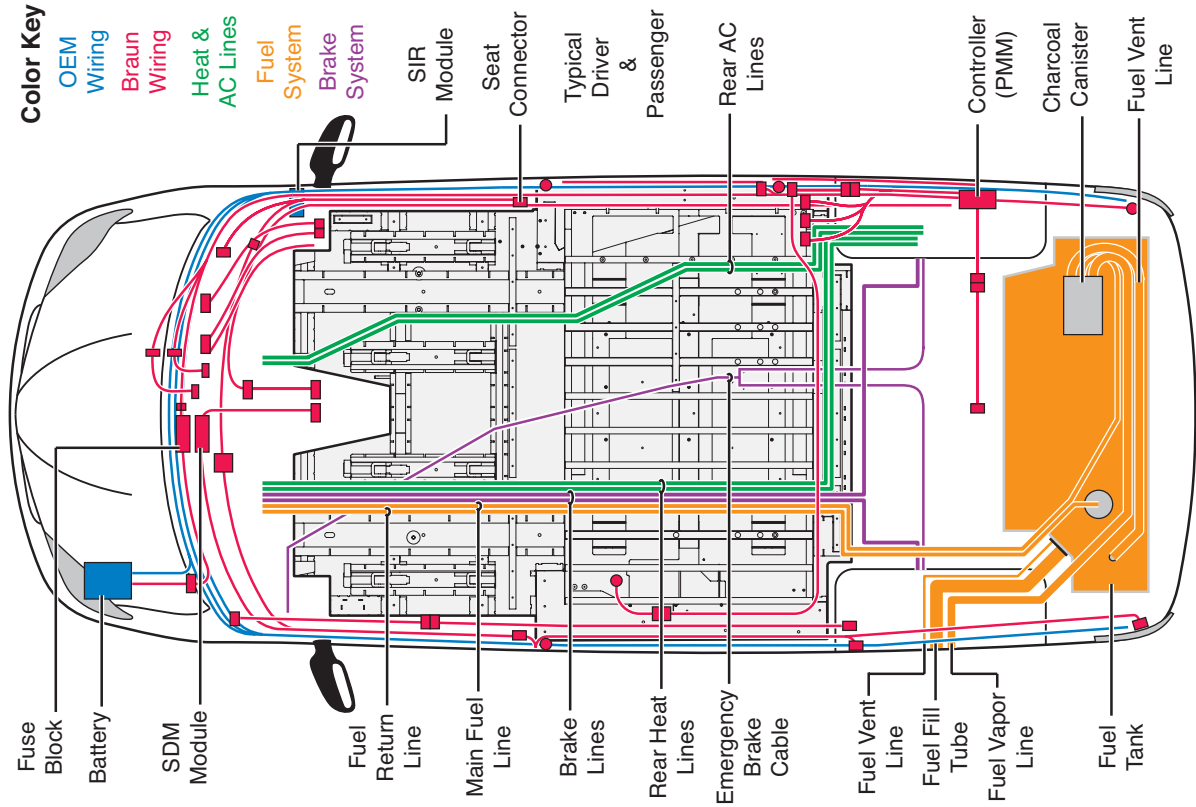 Color Key
OEM
Wiring
Braun
Wiring
Heat &
AC Lines
Fuel
System
Brake
System
SIR
Module
Seat
Connector
Typical
Driver
&
Passenger
Rear AC
Lines
Controller
(PMM)
Charcoal
Canister
Fuel Vent
Line
Fuse
Block
Battery
SDM
Module
Fuel
Return
Line
Main Fuel
Line
Brake
Lines
Rear Heat
Lines
Emergency
Brake
Cable
Fuel Vent
Line
Fuel Fill
Tube
Fuel Vapor
Line
Fuel
Tank